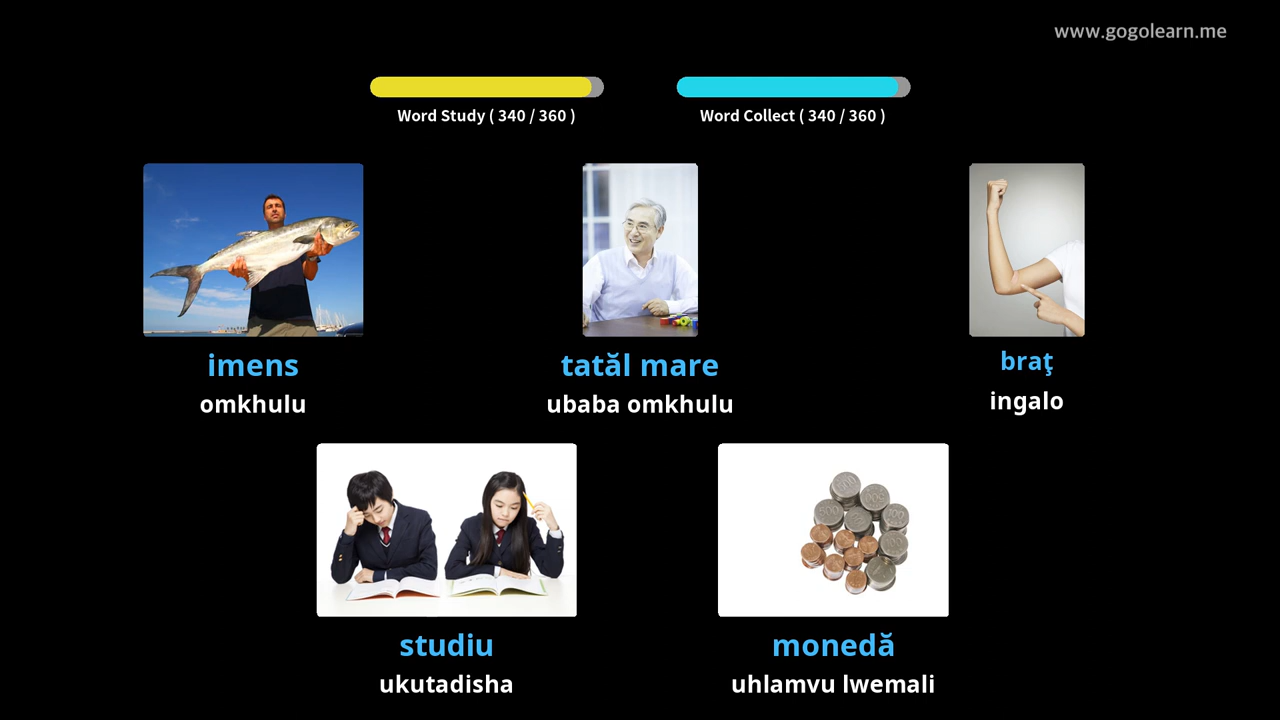 www.gogolearn.me
Word Study ( 340 / 360 )
Word Collect ( 340 / 360 )
imens
omkhulu
tatăl mare
ubaba omkhulu
braţ
ingalo
studiu
ukutadisha
monedă
uhlamvu lwemali